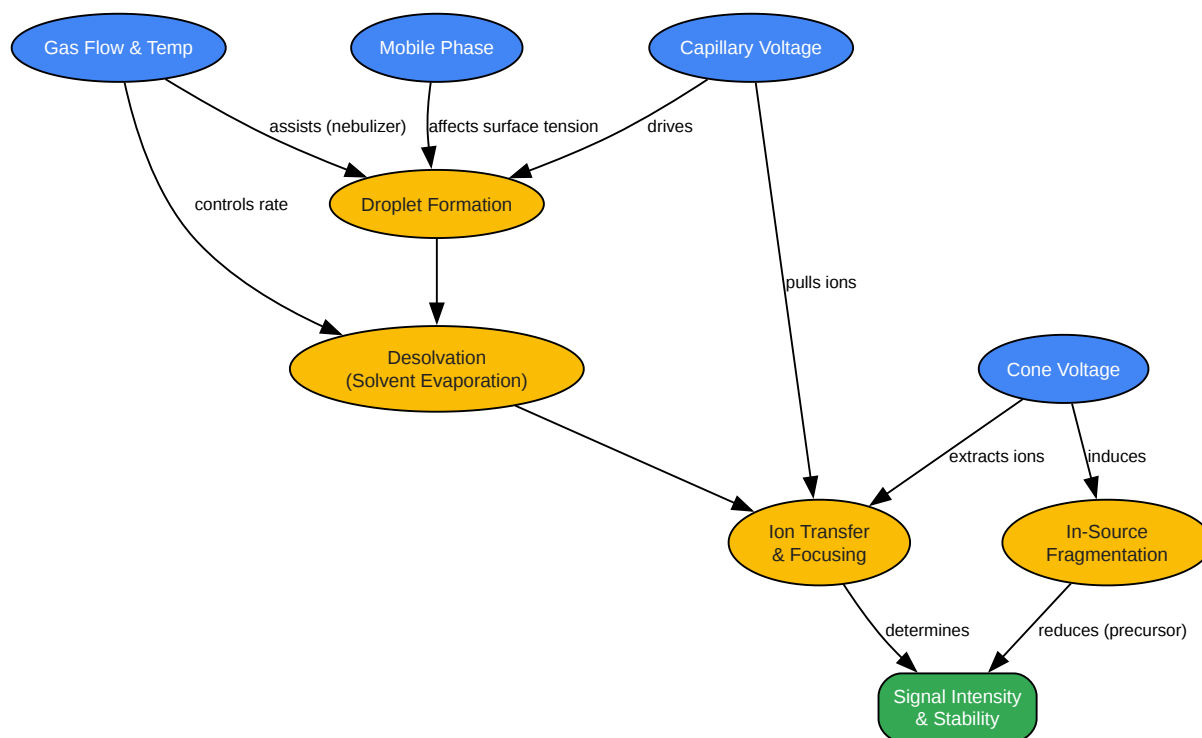 Gas Flow & Temp
Mobile Phase
Capillary Voltage
assists (nebulizer)
affects surface tension
drives
controls rate
Droplet Formation
pulls ions
Desolvation
(Solvent Evaporation)
Cone Voltage
extracts ions
induces
Ion Transfer
& Focusing
In-Source
Fragmentation
determines
reduces (precursor)
Signal Intensity
& Stability